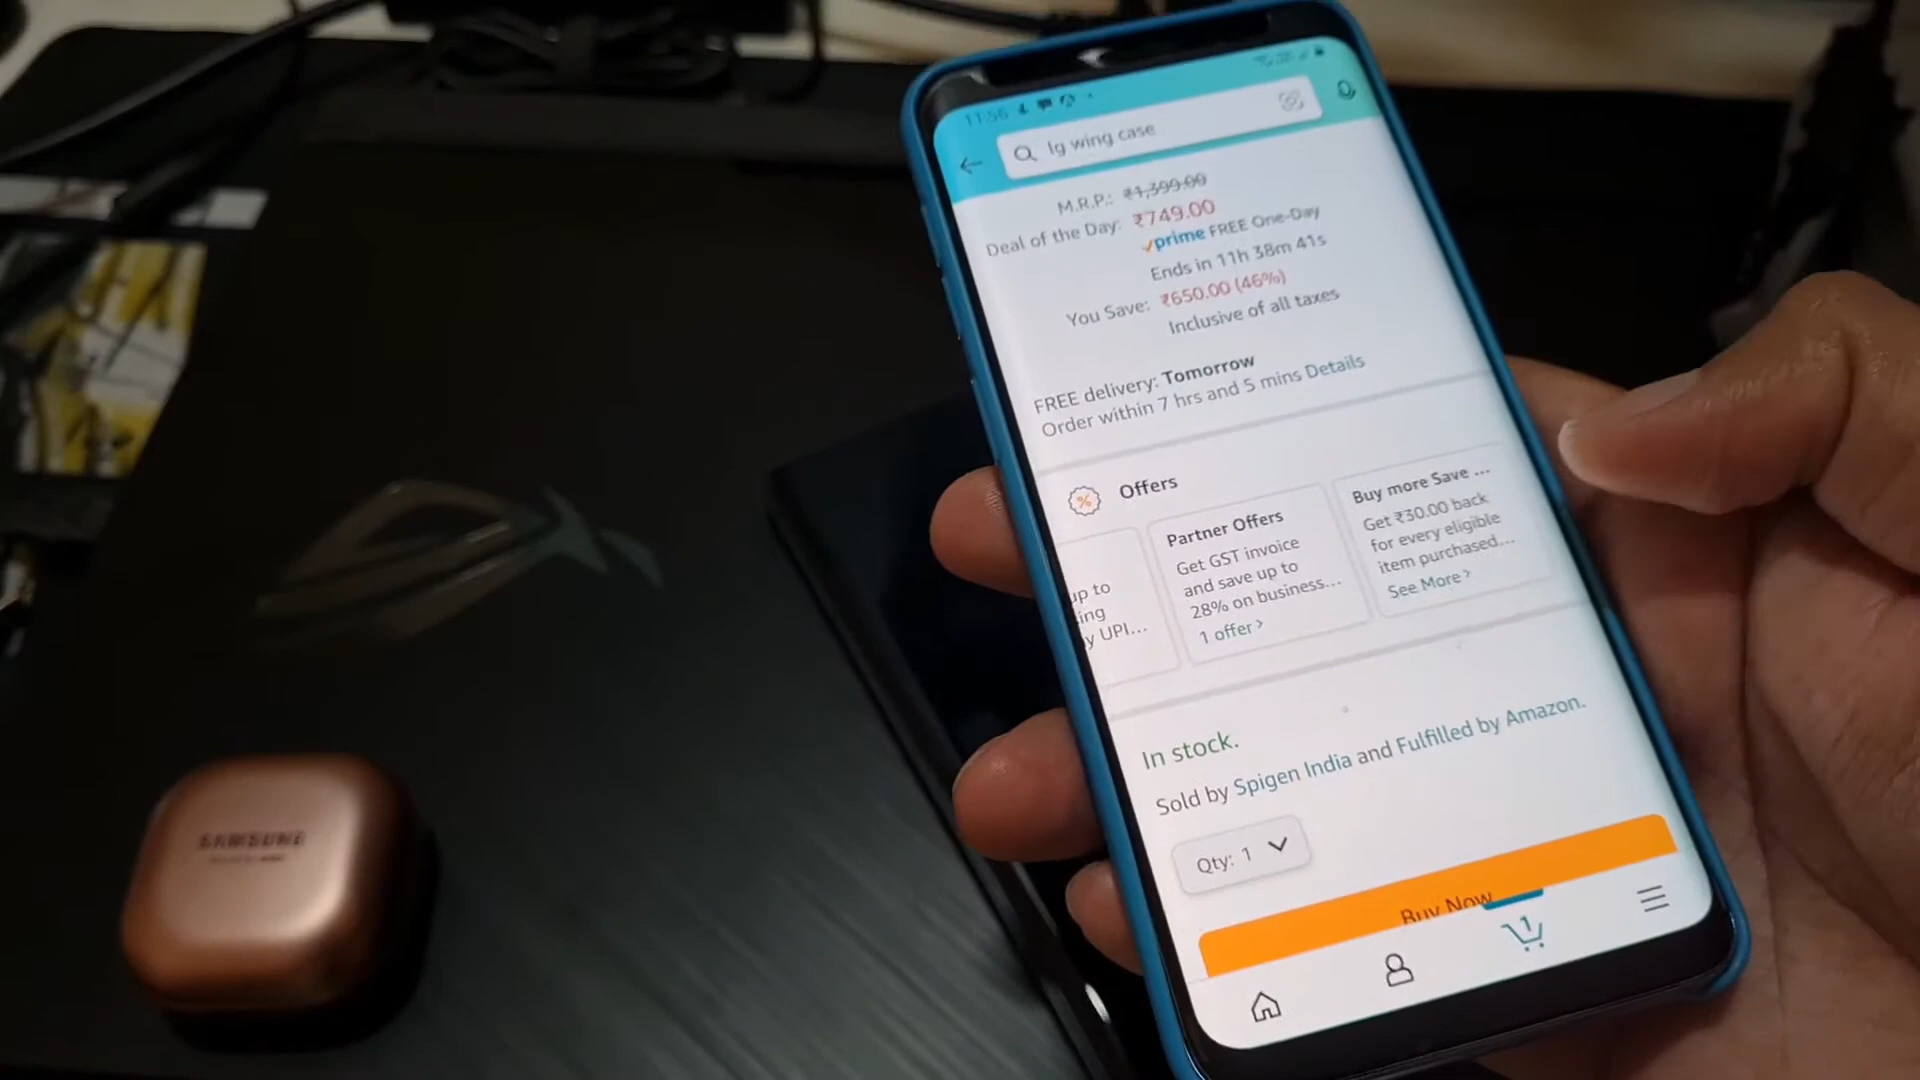 11:56
lg wing case
M.R.P.: ₹1,399.00
Deal of the Day: ₹749.00
prime FREE One-Day
Ends in 11h 38m 41s
You Save: ₹650.00 (46%)
Inclusive of all taxes
FREE delivery: Tomorrow
Order within 7 hrs and 5 mins Details
Offers
up to
ing
y UPI...
Partner Offers
Get GST invoice
and save up to
28% on business...
1 offer
Buy more Save ...
Get ₹30.00 back
for every eligible
item purchased...
See More
In stock.
Sold by Spigen India and Fulfilled by Amazon.
Qty: 1
Buy Now
1
SAMSUNG